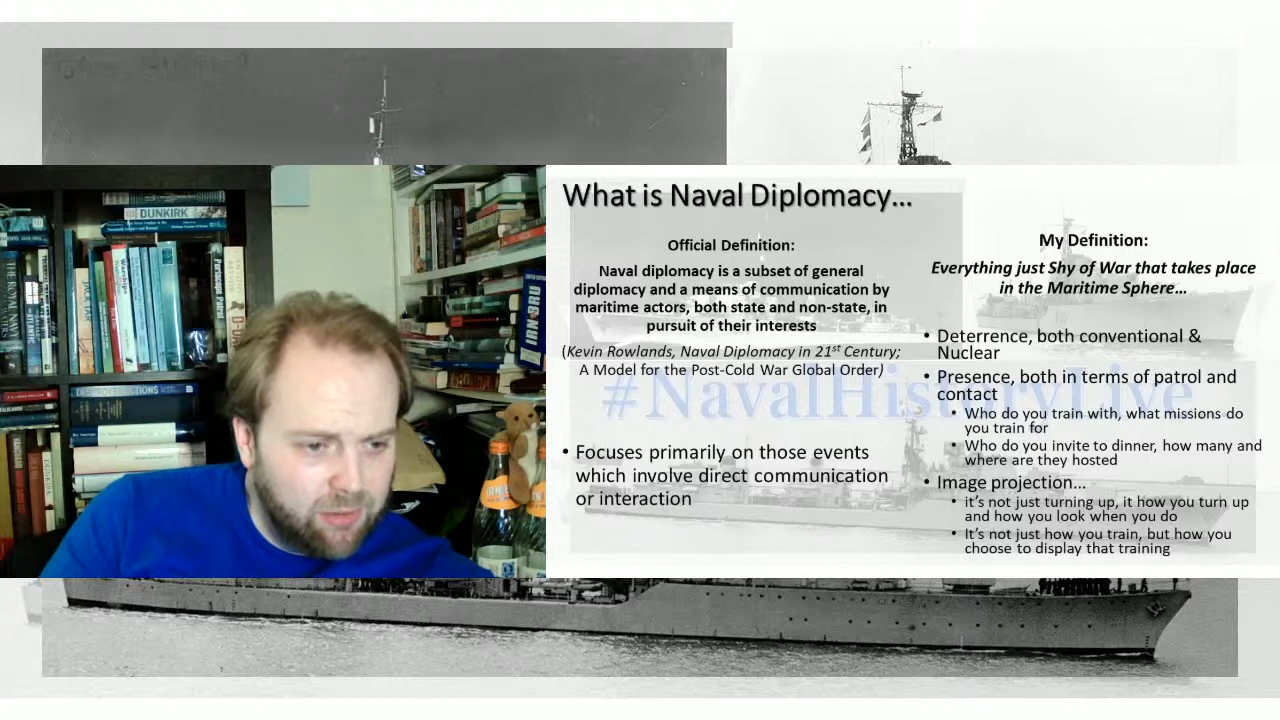 What is Naval Diplomacy...
Official Definition:
Naval diplomacy is a subset of general
diplomacy and a means of communication by
maritime actors, both state and non-state, in
pursuit of their interests
(Kevin Rowlands, Naval Diplomacy in 21st Century;
A Model for the Post-Cold War Global Order)
• Focuses primarily on those events
which involve direct communication
or interaction
My Definition:
Everything just Shy of War that takes place
in the Maritime Sphere...
• Deterrence, both conventional &
Nuclear
• Presence, both in terms of patrol and
contact
• Who do you train with, what missions do
you train for
• Who do you invite to dinner, how many and
where are they hosted
• Image projection...
• it's not just turning up, it how you turn up
and how you look when you do
• It's not just how you train, but how you
choose to display that training
#NavalHistoryLive
DUNKIRK
IRN-3RU